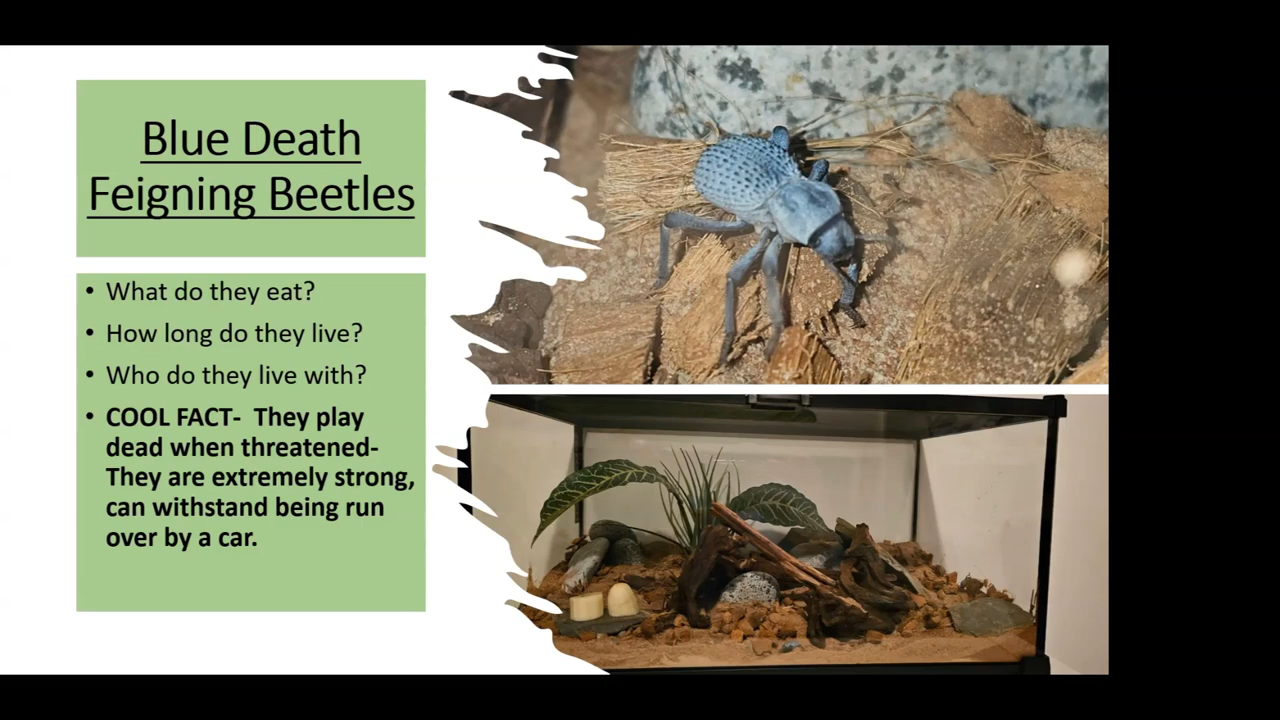 Blue Death
Feigning Beetles
• What do they eat?
• How long do they live?
• Who do they live with?
• COOL FACT-  They play
dead when threatened-
They are extremely strong,
can withstand being run
over by a car.